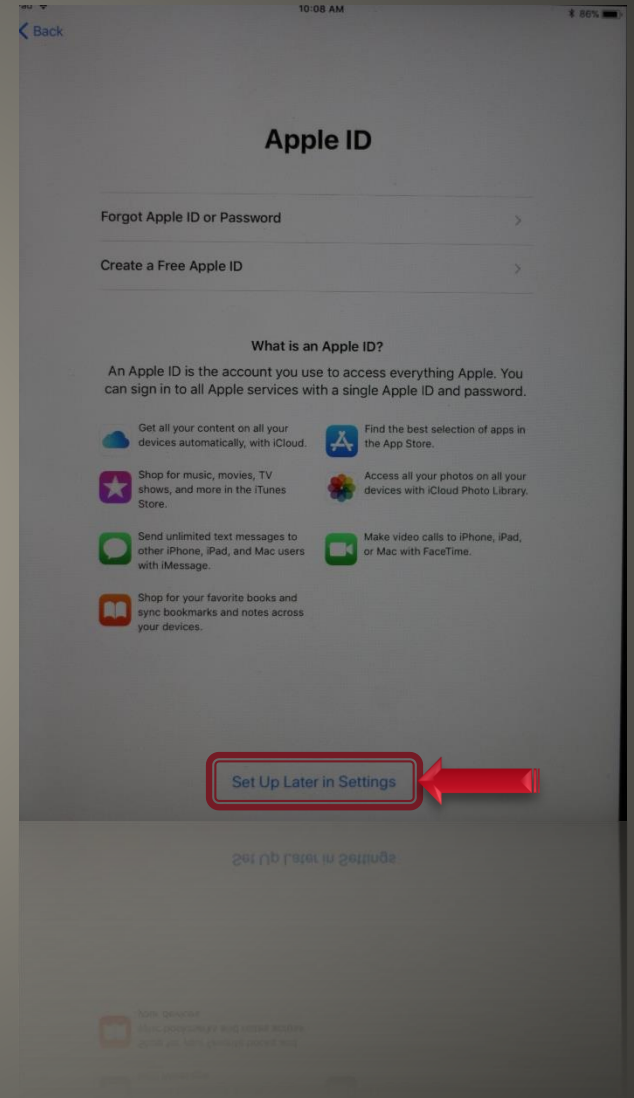 10:08 AM
86%
Back
Apple ID
Forgot Apple ID or Password
Create a Free Apple ID
What is an Apple ID?
An Apple ID is the account you use to access everything Apple. You
can sign in to all Apple services with a single Apple ID and password.
Get all your content on all your
devices automatically, with iCloud.
Find the best selection of apps in
the App Store.
Shop for music, movies, TV
shows, and more in the iTunes
Store.
Access all your photos on all your
devices with iCloud Photo Library.
Send unlimited text messages to
other iPhone, iPad, and Mac users
with iMessage.
Make video calls to iPhone, iPad,
or Mac with FaceTime.
Shop for your favorite books and
sync bookmarks and notes across
your devices.
Set Up Later in Settings